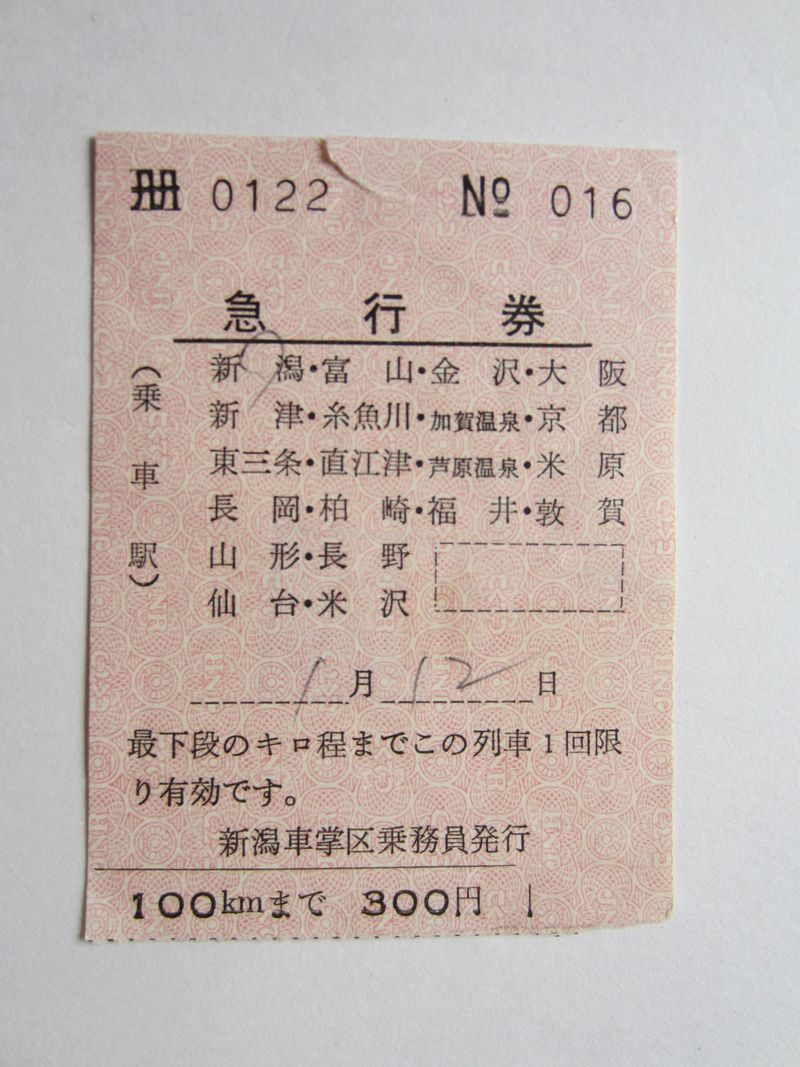 冊 0122 № 016
急行券
(乗車駅)
新潟・富山・金沢・大阪
新津・糸魚川・加賀温泉・京都
東三条・直江津・芦原温泉・米原
長岡・柏崎・福井・敦賀
山形・長野
仙台・米沢
1月12日
最下段のキロ程までこの列車1回限
り有効です。
新潟車掌区乗務員発行
100kmまで 300円